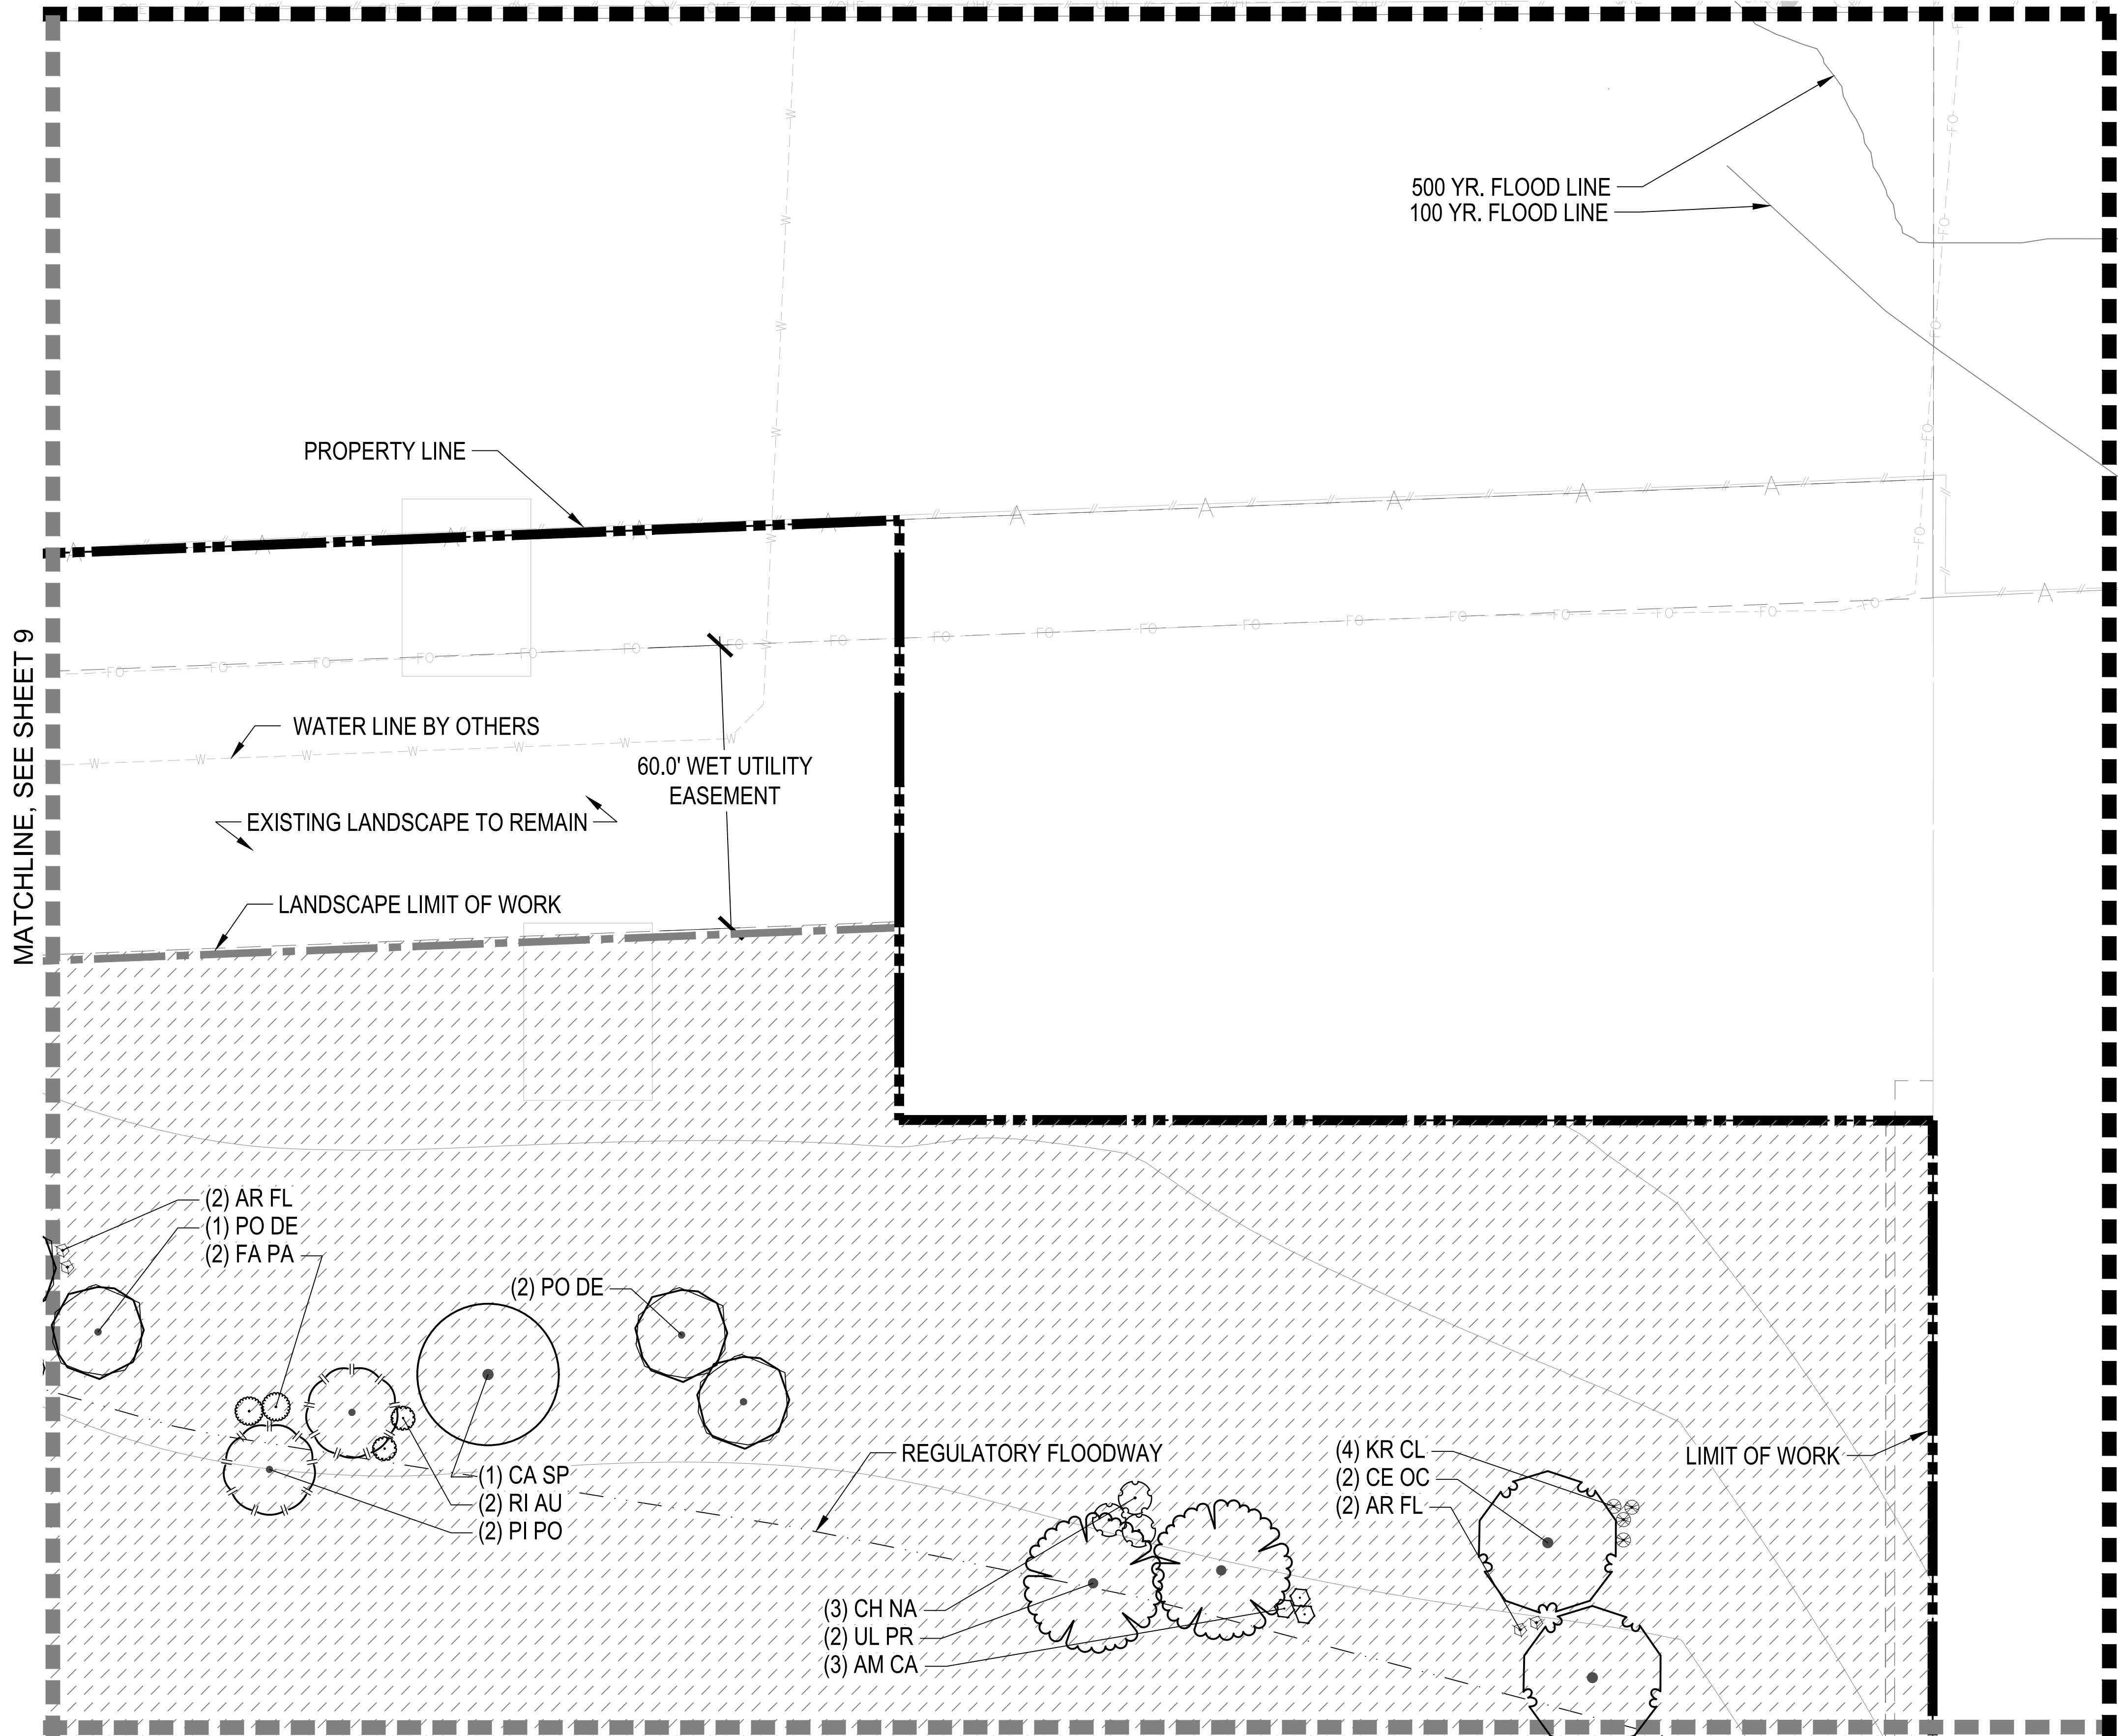 500 YR. FLOOD LINE
100 YR. FLOOD LINE
PROPERTY LINE
MATCHLINE, SEE SHEET 9
WATER LINE BY OTHERS
60.0' WET UTILITY
EASEMENT
EXISTING LANDSCAPE TO REMAIN
LANDSCAPE LIMIT OF WORK
(2) AR FL
(1) PO DE
(2) FA PA
(2) PO DE
(1) CA SP
(2) RI AU
(2) PI PO
REGULATORY FLOODWAY
(3) CH NA
(2) UL PR
(3) AM CA
(4) KR CL
(2) CE OC
(2) AR FL
LIMIT OF WORK